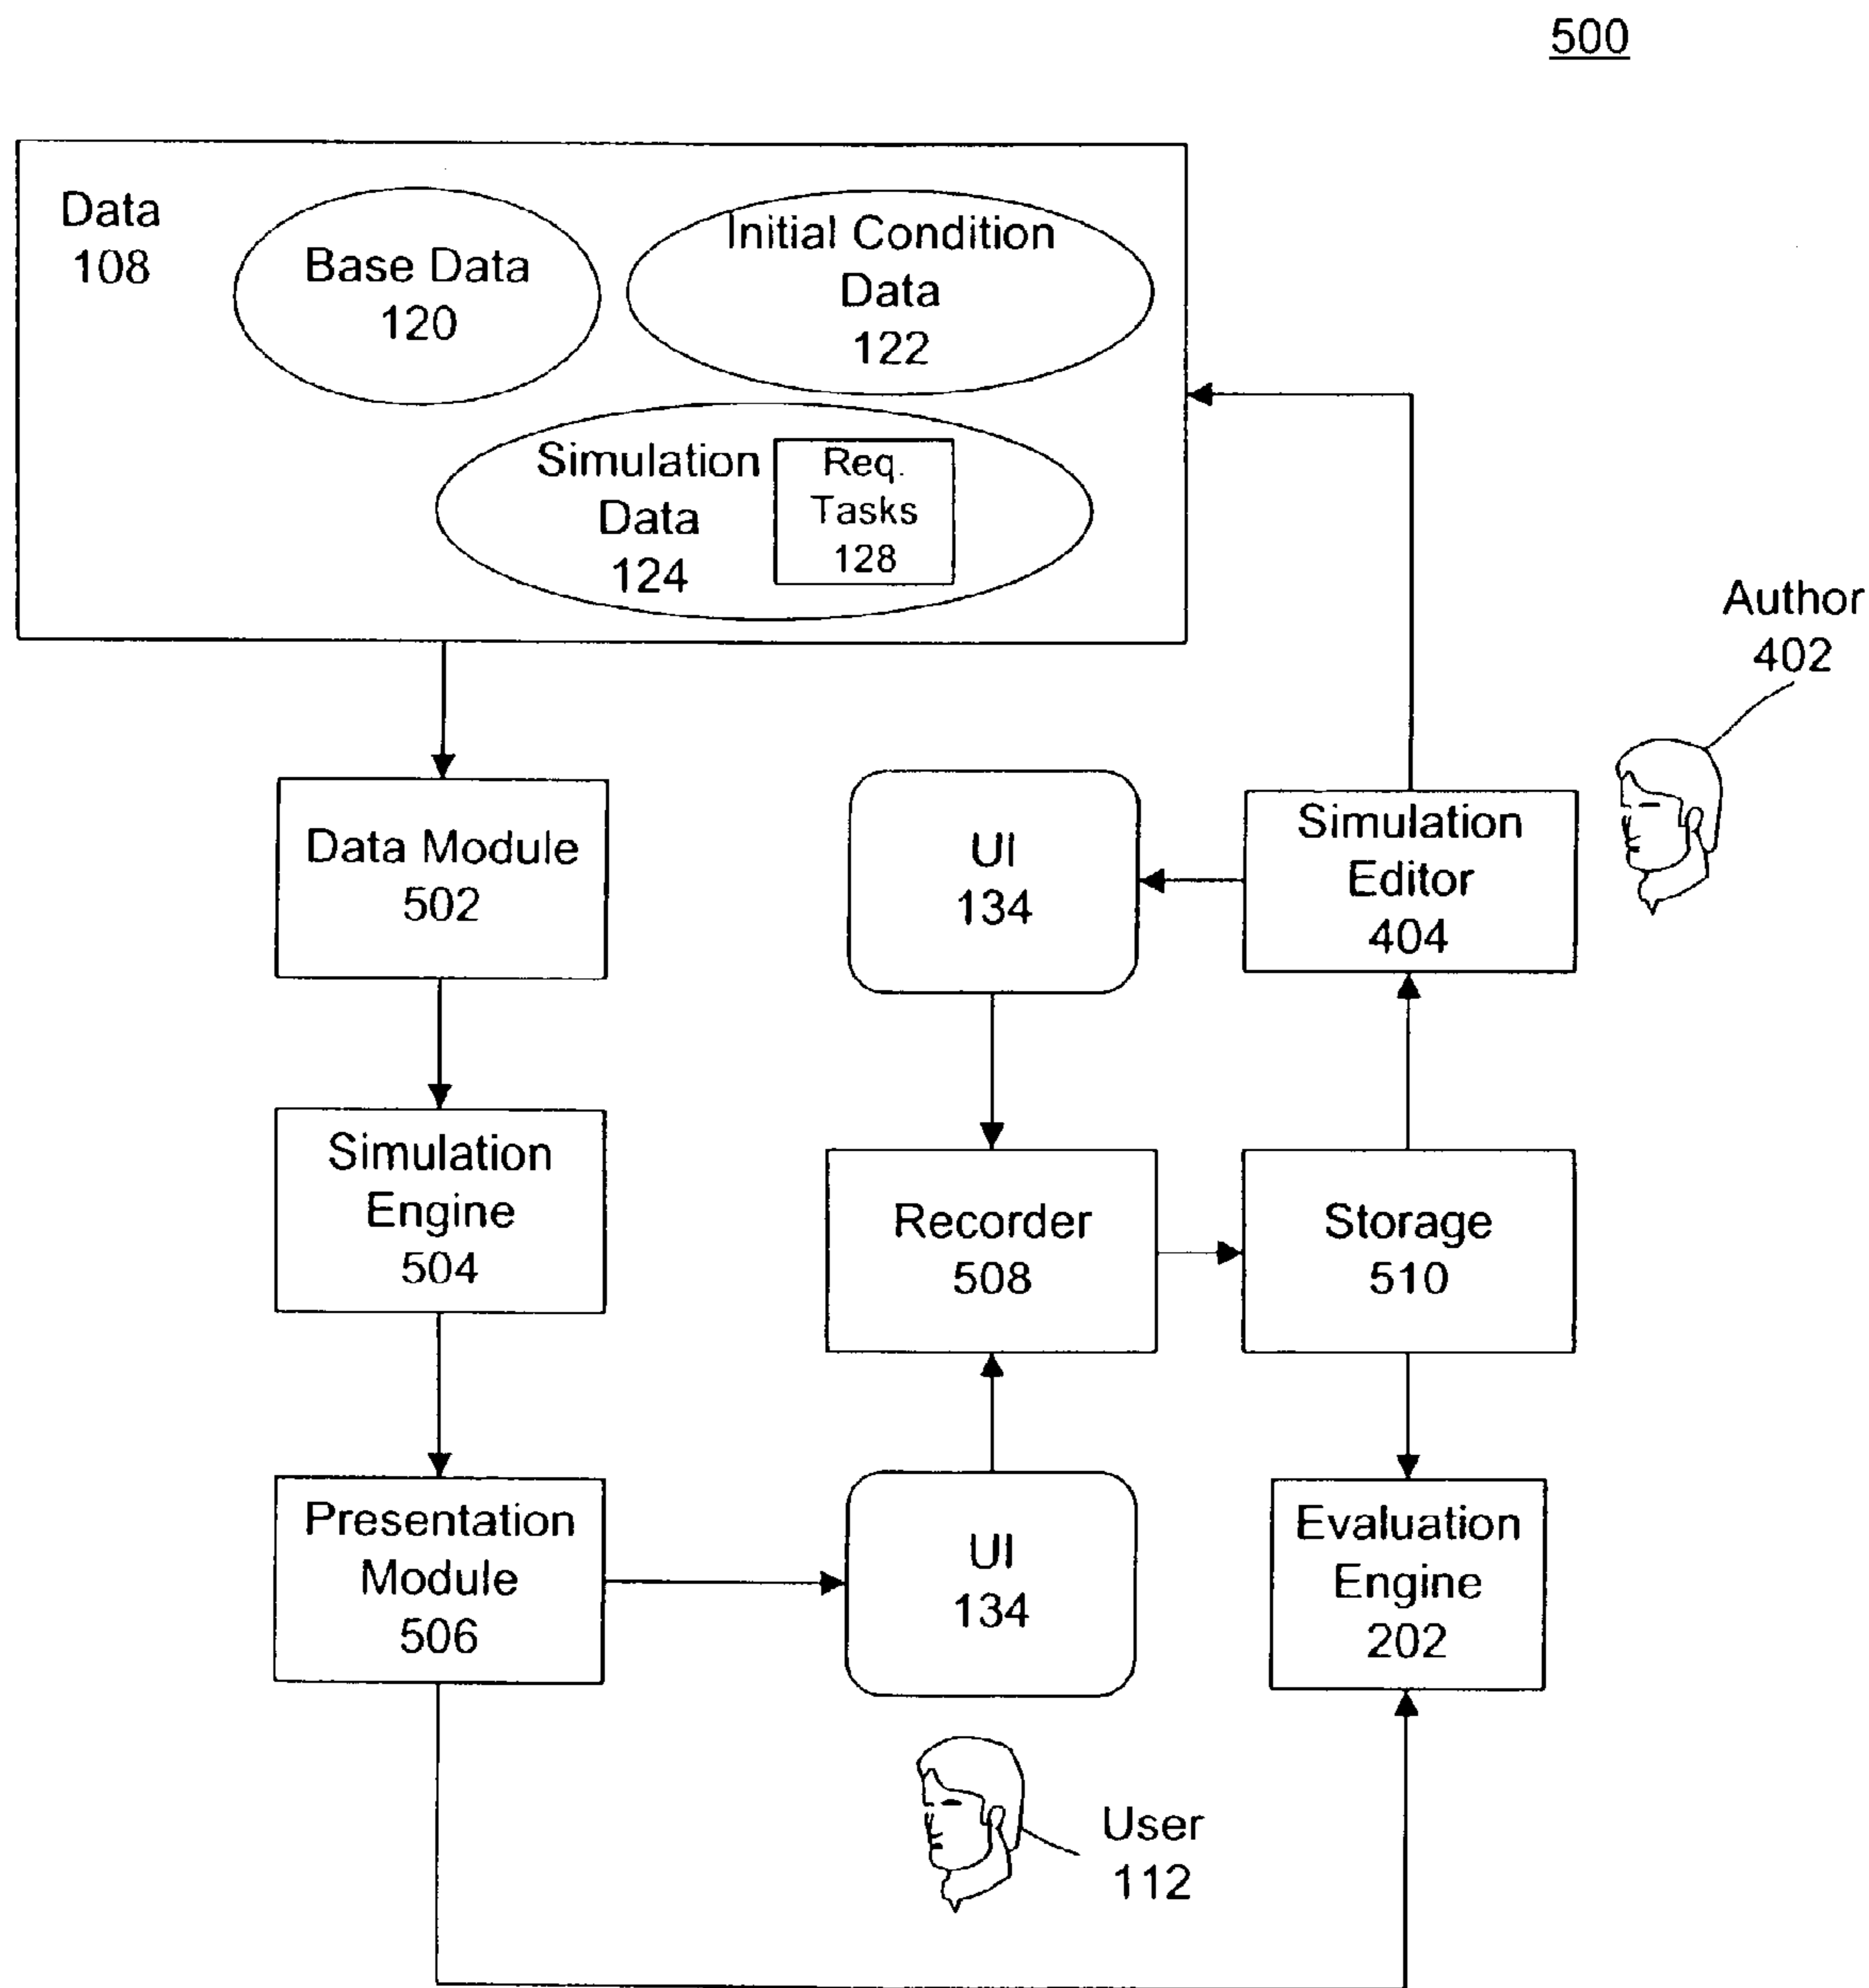 500
Data
108
Base Data
120
Initial Condition
Data
122
Simulation
Data
124
Req.
Tasks
128
Author
402
Data Module
502
UI
134
Simulation
Editor
404
Simulation
Engine
504
Recorder
508
Storage
510
Presentation
Module
506
UI
134
Evaluation
Engine
202
User
112